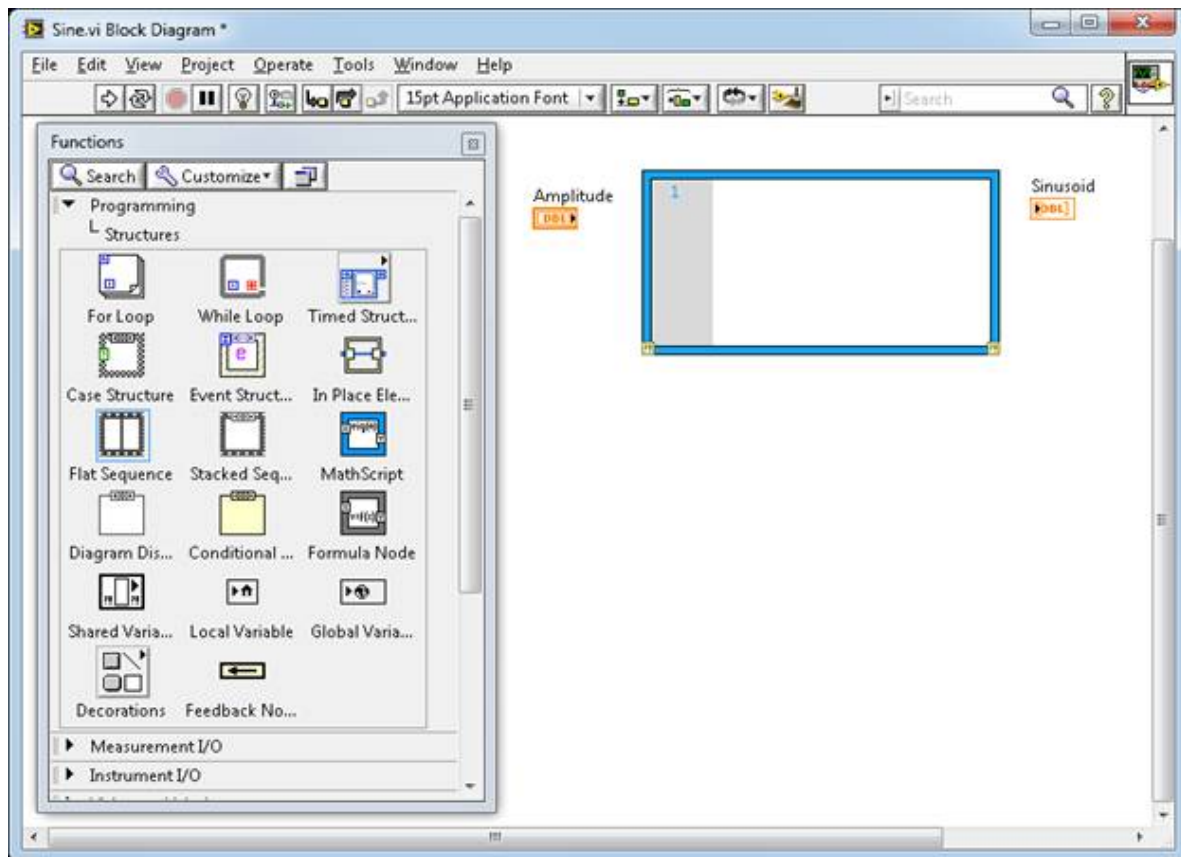 Sine.vi Block Diagram *
File Edit View Project Operate Tools Window Help
15pt Application Font
Search
Functions
Search Customize
Programming
Structures
For Loop While Loop Timed Struct...
Case Structure Event Struct... In Place Ele...
Flat Sequence Stacked Seq... MathScript
Diagram Dis... Conditional ... Formula Node
Shared Varia... Local Variable Global Varia...
Decorations Feedback No...
Measurement I/O
Instrument I/O
Amplitude
DBL
1
Sinusoid
DBL